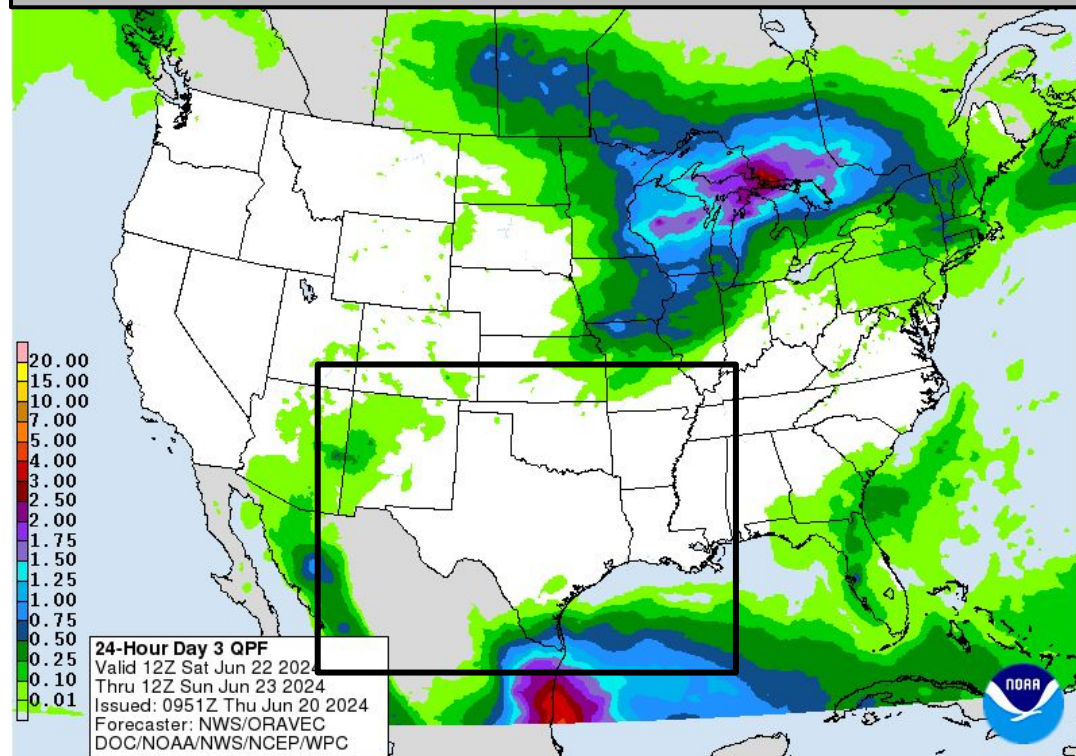 20.00
15.00
10.00
7.00
5.00
4.00
3.00
2.50
2.00
1.75
1.50
1.25
1.00
0.75
0.50
0.25
0.10
0.01
24-Hour Day 3 QPF
Valid 12Z Sat Jun 22 2024
Thru 12Z Sun Jun 23 2024
Issued: 0951Z Thu Jun 20 2024
Forecaster: NWS/ORAVEC
DOC/NOAA/NWS/NCEP/WPC
NOAA